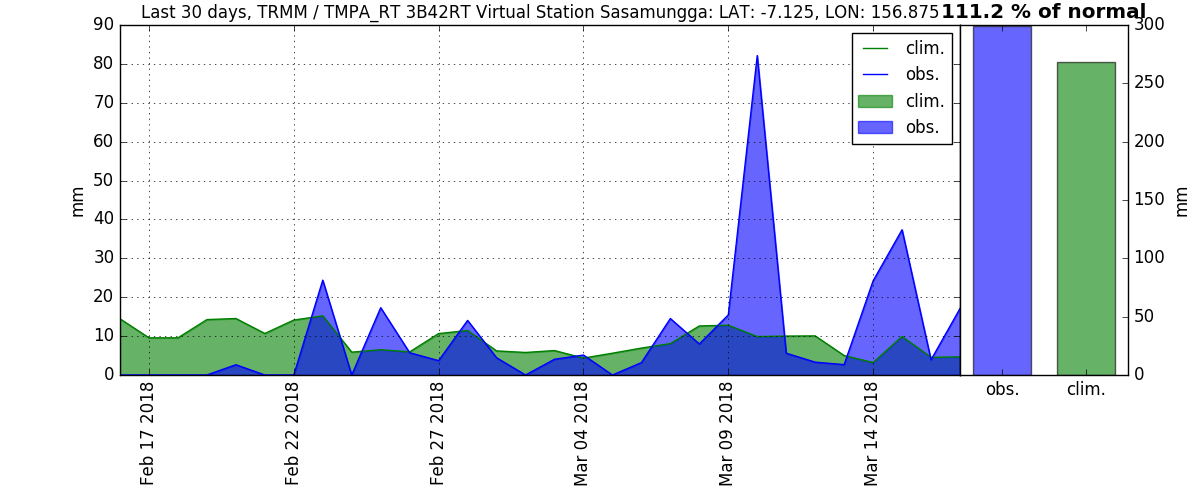 Last 30 days, TRMM / TMPA_RT 3B42RT Virtual Station Sasamungga: LAT: -7.125, LON: 156.875
111.2 % of normal
clim.
obs.
clim.
obs.
90
80
70
60
50
40
30
20
10
0
mm
Feb 17 2018
Feb 22 2018
Feb 27 2018
Mar 04 2018
Mar 09 2018
Mar 14 2018
300
250
200
150
100
50
0
mm
obs.
clim.